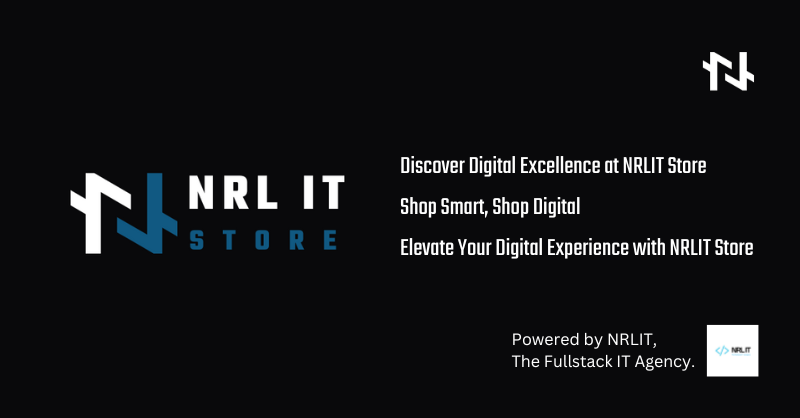 NRL IT
STORE
Discover Digital Excellence at NRLIT Store
Shop Smart, Shop Digital
Elevate Your Digital Experience with NRLIT Store
Powered by NRLIT,
The Fullstack IT Agency.
</> NRLIT